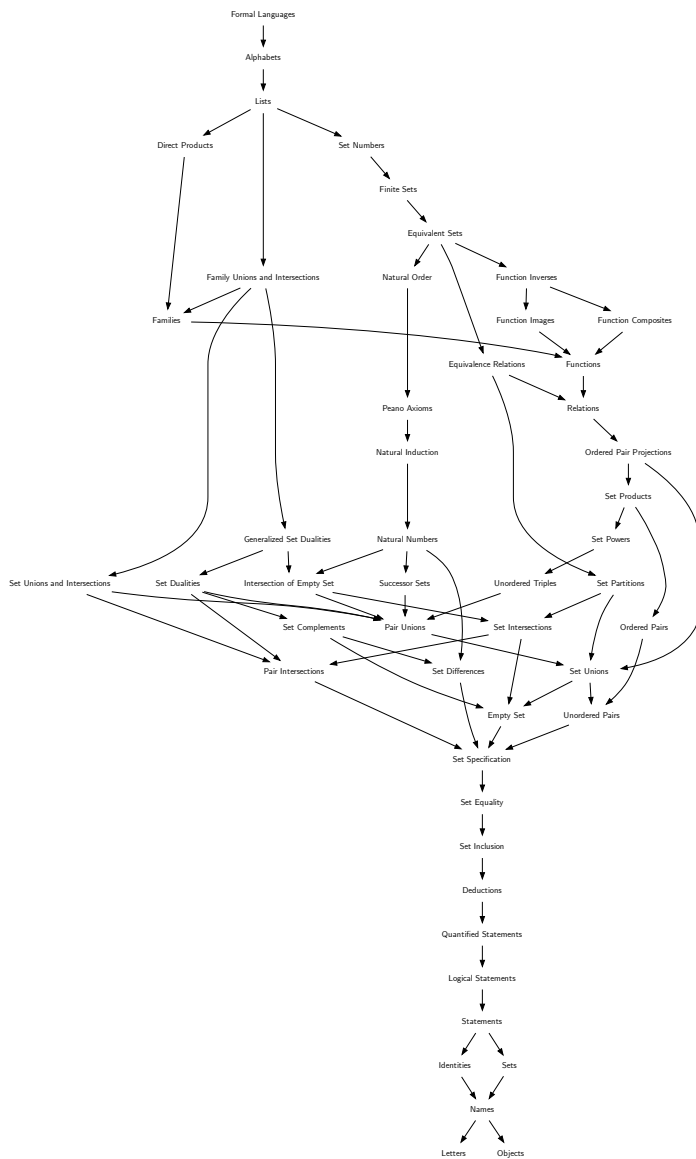 Formal Languages
Alphabets
Lists
Direct Products
Set Numbers
Finite Sets
Equivalent Sets
Family Unions and Intersections
Natural Order
Function Inverses
Families
Function Images
Function Composites
Equivalence Relations
Functions
Peano Axioms
Relations
Natural Induction
Ordered Pair Projections
Set Products
Generalized Set Dualities
Natural Numbers
Set Powers
Set Unions and Intersections
Set Dualities
Intersection of Empty Set
Successor Sets
Unordered Triples
Set Partitions
Set Complements
Pair Unions
Set Intersections
Ordered Pairs
Pair Intersections
Set Differences
Set Unions
Empty Set
Unordered Pairs
Set Specification
Set Equality
Set Inclusion
Deductions
Quantified Statements
Logical Statements
Statements
Identities
Sets
Names
Letters
Objects